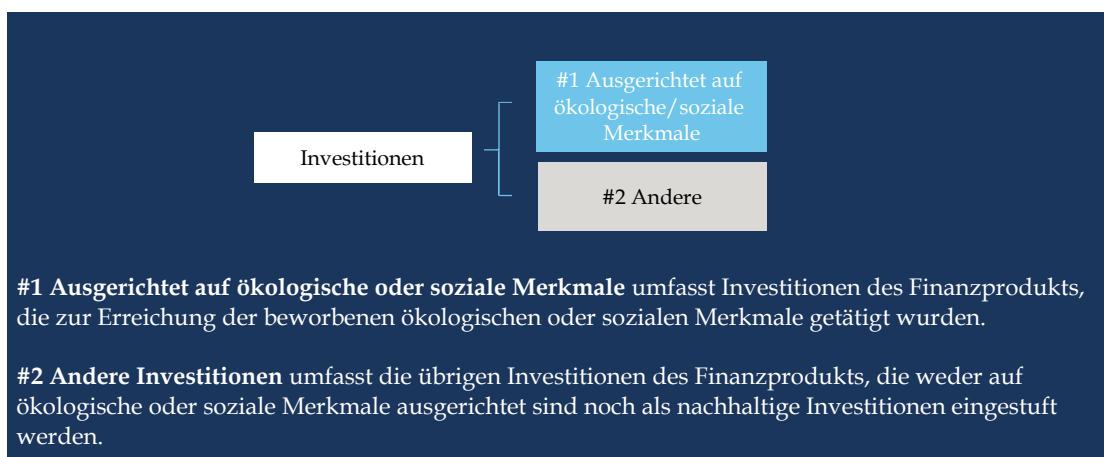 #1 Ausgerichtet auf
ökologische/soziale
Merkmale
Investitionen
#2 Andere
#1 Ausgerichtet auf ökologische oder soziale Merkmale umfasst Investitionen des Finanzprodukts,
die zur Erreichung der beworbenen ökologischen oder sozialen Merkmale getätigt wurden.
#2 Andere Investitionen umfasst die übrigen Investitionen des Finanzprodukts, die weder auf
ökologische oder soziale Merkmale ausgerichtet sind noch als nachhaltige Investitionen eingestuft
werden.